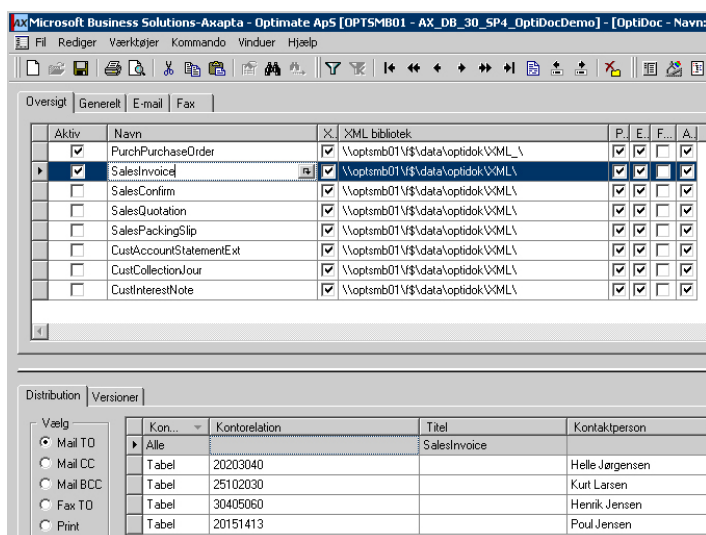 Microsoft Business Solutions-Axapta - Optimate ApS [OPTSMB01 - AX_DB_30_SP4_OptiDocDemo] - [OptiDoc - Navn:
Fil Rediger Værktøjer Kommando Vinduer Hjælp
Oversigt Generelt E-mail Fax
Aktiv Navn X.. XML bibliotek P.. E.. F... A..
PurchPurchaseOrder \\optsmb01\f$\data\optidok\XML_\
SalesInvoice \\optsmb01\f$\data\optidok\XML\
SalesConfirm \\optsmb01\f$\data\optidok\XML\
SalesQuotation \\optsmb01\f$\data\optidok\XML\
SalesPackingSlip \\optsmb01\f$\data\optidok\XML\
CustAccountStatementExt \\optsmb01\f$\data\optidok\XML\
CustCollectionJour \\optsmb01\f$\data\optidok\XML\
CustInterestNote \\optsmb01\f$\data\optidok\XML\
Distribution Versioner
Vælg
Kon... Kontorelation Titel Kontaktperson
Mail TO Alle SalesInvoice
Mail CC Tabel 20203040 Helle Jørgensen
Mail BCC Tabel 25102030 Kurt Larsen
Fax TO Tabel 30405060 Henrik Jensen
Print Tabel 20151413 Poul Jensen